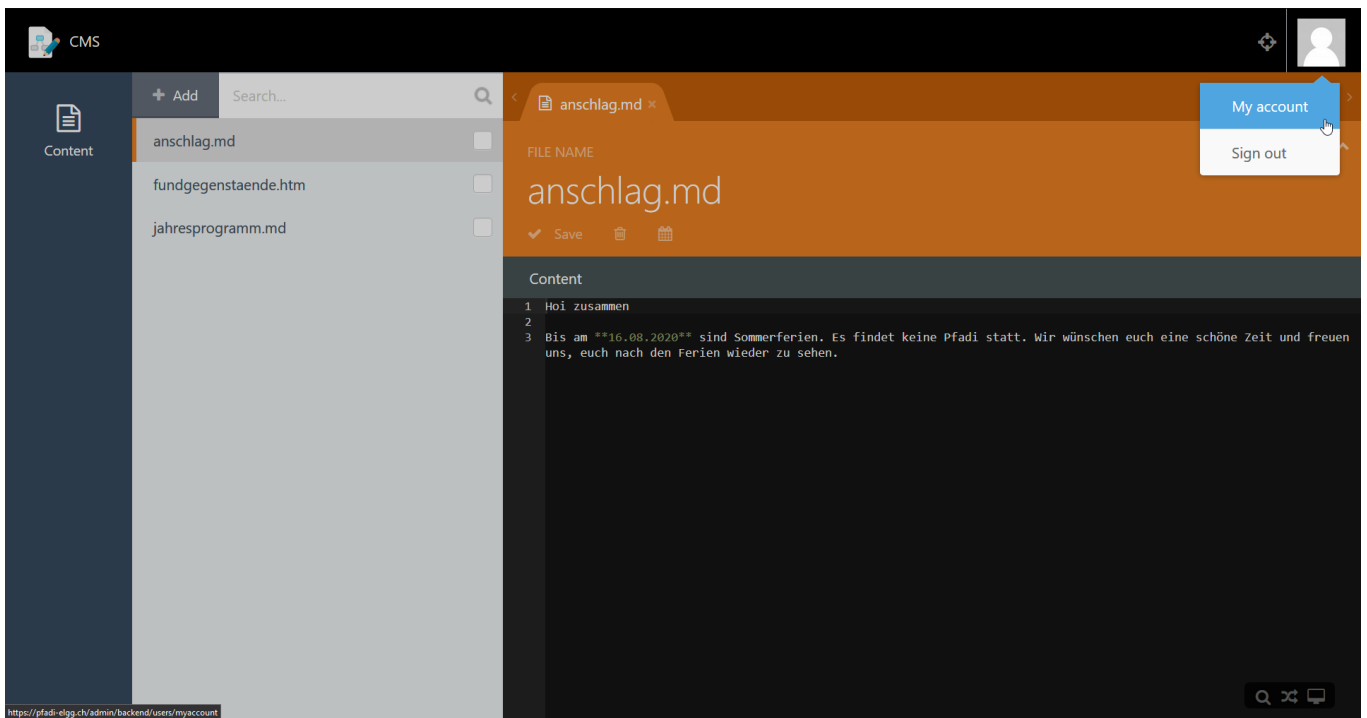 CMS
Content
Add
Search...
anschlag.md
fundgegenstaende.htm
jahresprogramm.md
anschlag.md ×
My account
Sign out
FILE NAME
anschlag.md
Save
Content
1 Hoi zusammen
2
3 Bis am **16.08.2020** sind Sommerferien. Es findet keine Pfadi statt. Wir wünschen euch eine schöne Zeit und freuen
uns, euch nach den Ferien wieder zu sehen.
https://pfadi-elgg.ch/admin/backend/users/myaccount